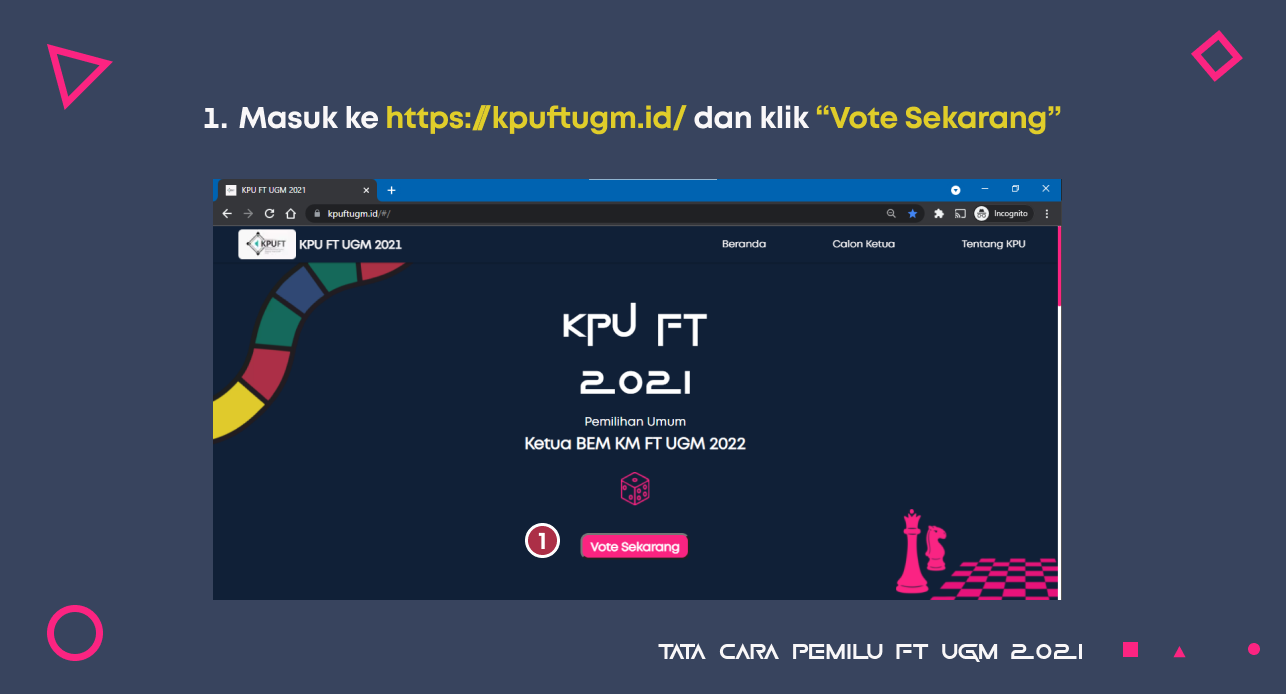 1. Masuk ke https://kpuftugm.id/ dan klik “Vote Sekarang”
KPU FT UGM 2021
kpuftugm.id/#/
Incognito
KPUFT
KPU FT UGM 2021
Beranda
Calon Ketua
Tentang KPU
KPU FT
2021
Pemilihan Umum
Ketua BEM KM FT UGM 2022
1
Vote Sekarang
TATA CARA PEMILU FT UGM 2021